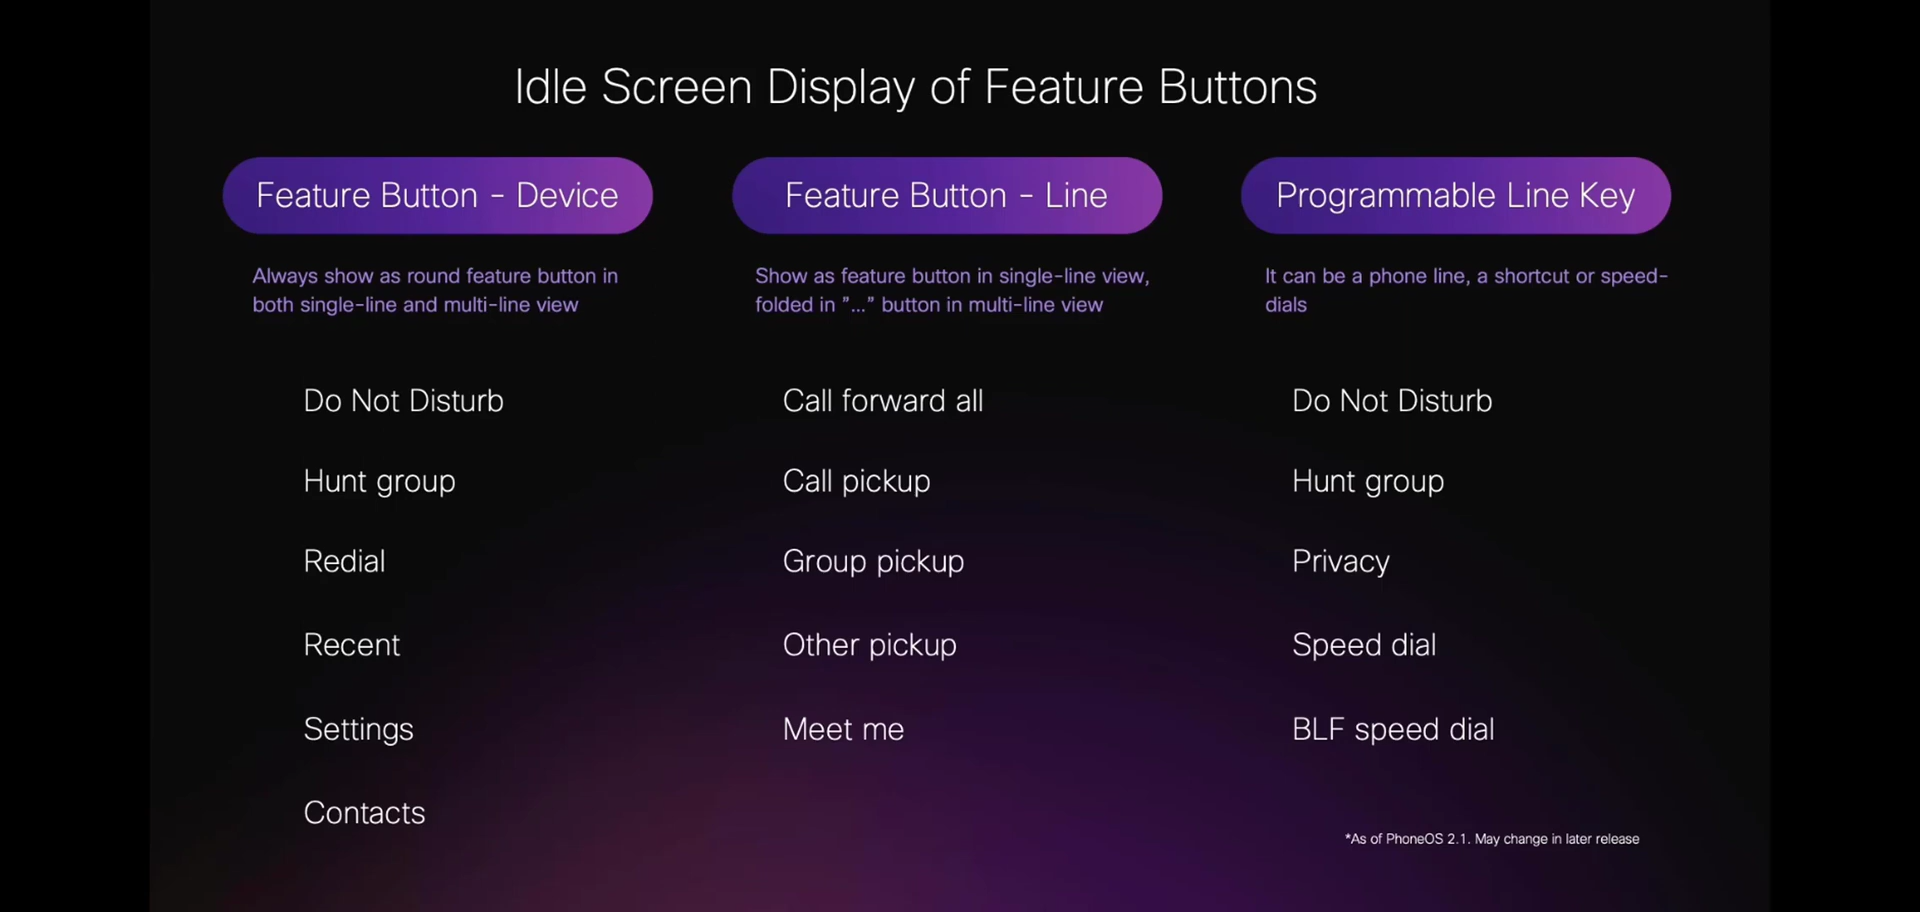 Idle Screen Display of Feature Buttons
Feature Button - Device
Always show as round feature button in
both single-line and multi-line view
Do Not Disturb
Hunt group
Redial
Recent
Settings
Contacts
Feature Button - Line
Show as feature button in single-line view,
folded in ”...” button in multi-line view
Call forward all
Call pickup
Group pickup
Other pickup
Meet me
Programmable Line Key
It can be a phone line, a shortcut or speed-
dials
Do Not Disturb
Hunt group
Privacy
Speed dial
BLF speed dial
*As of PhoneOS 2.1. May change in later release